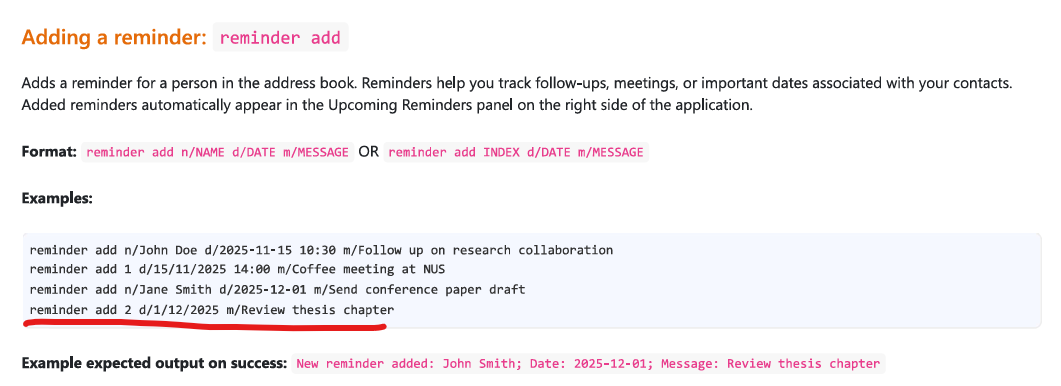 Adding a reminder: reminder add
Adds a reminder for a person in the address book. Reminders help you track follow-ups, meetings, or important dates associated with your contacts.
Added reminders automatically appear in the Upcoming Reminders panel on the right side of the application.
Format: reminder add n/NAME d/DATE m/MESSAGE OR reminder add INDEX d/DATE m/MESSAGE
Examples:
reminder add n/John Doe d/2025-11-15 10:30 m/Follow up on research collaboration
reminder add 1 d/15/11/2025 14:00 m/Coffee meeting at NUS
reminder add n/Jane Smith d/2025-12-01 m/Send conference paper draft
reminder add 2 d/1/12/2025 m/Review thesis chapter
Example expected output on success: New reminder added: John Smith; Date: 2025-12-01; Message: Review thesis chapter